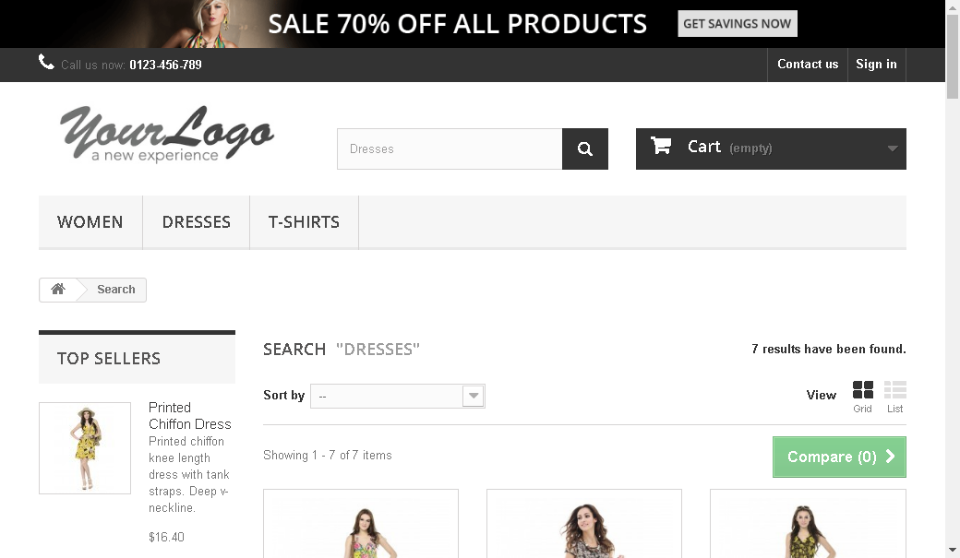 SALE 70% OFF ALL PRODUCTS GET SAVINGS NOW
Call us now: 0123-456-789 Contact us Sign in
YourLogo
a new experience
Dresses
Cart (empty)
WOMEN DRESSES T-SHIRTS
Search
TOP SELLERS
Printed
Chiffon Dress
Printed chiffon
knee length
dress with tank
straps. Deep v-
neckline.
$16.40
SEARCH "DRESSES" 7 results have been found.
Sort by -- View Grid List
Showing 1 - 7 of 7 items Compare (0)